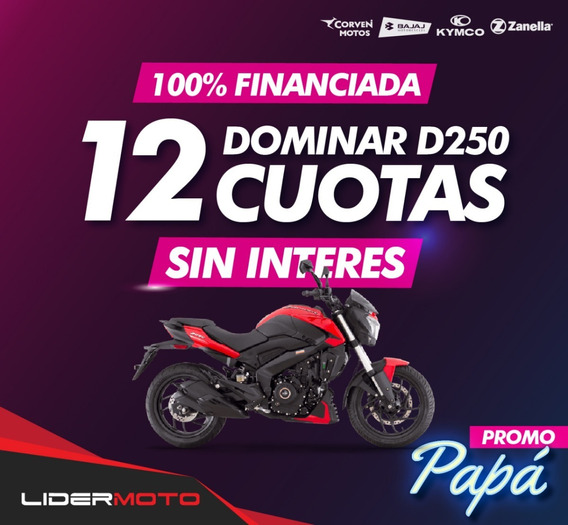 CORVEN
MOTOS
BAJAJ
KYMCO
Zanella
100% FINANCIADA
12
DOMINAR D250
CUOTAS
SIN INTERES
PROMO
Papá
LIDERMOTO